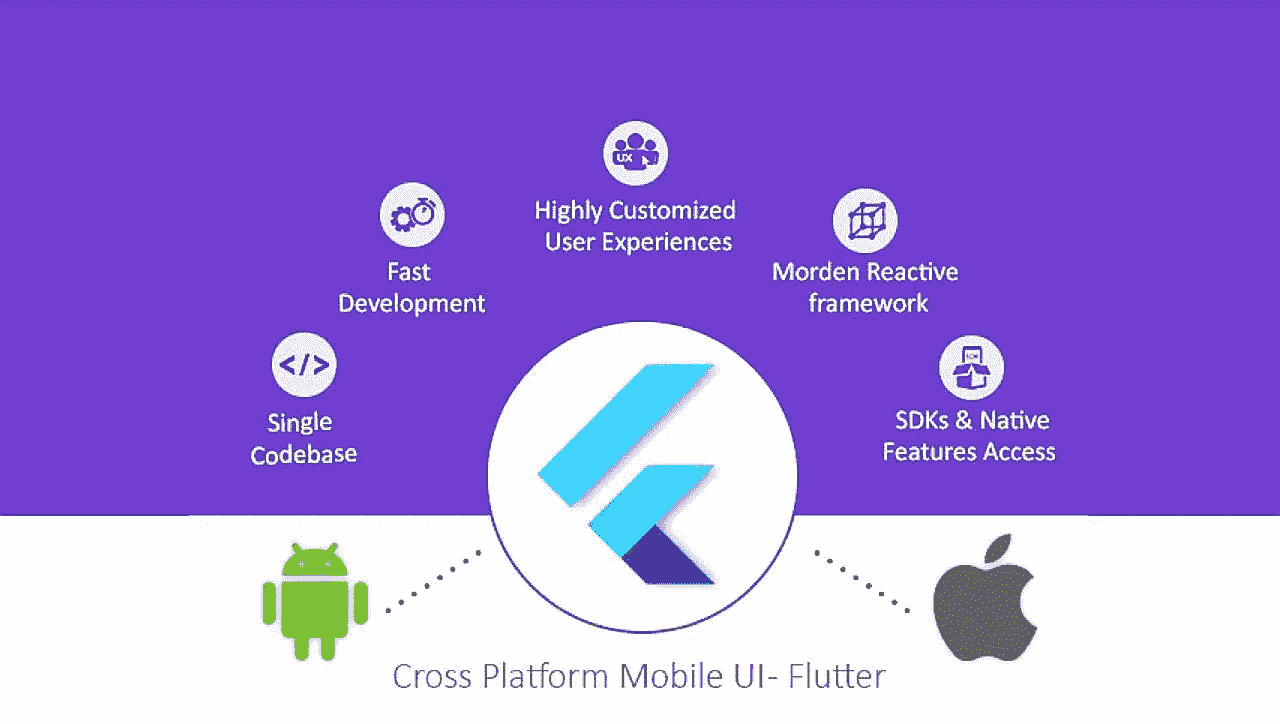 UX
Highly Customized
User Experiences
Fast
Development
Morden Reactive
framework
</>
Single
Codebase
SDK
SDKs & Native
Features Access
Cross Platform Mobile UI- Flutter